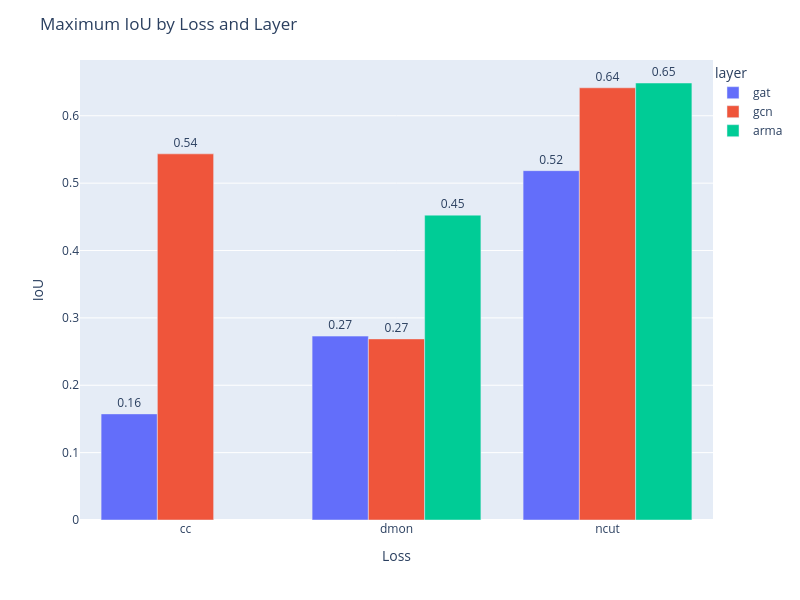 Maximum IoU by Loss and Layer
layer
gat
gcn
arma
0.16
0.54
0.27
0.27
0.45
0.52
0.64
0.65
0.6
0.5
0.4
0.3
0.2
0.1
0
IoU
cc
dmon
ncut
Loss